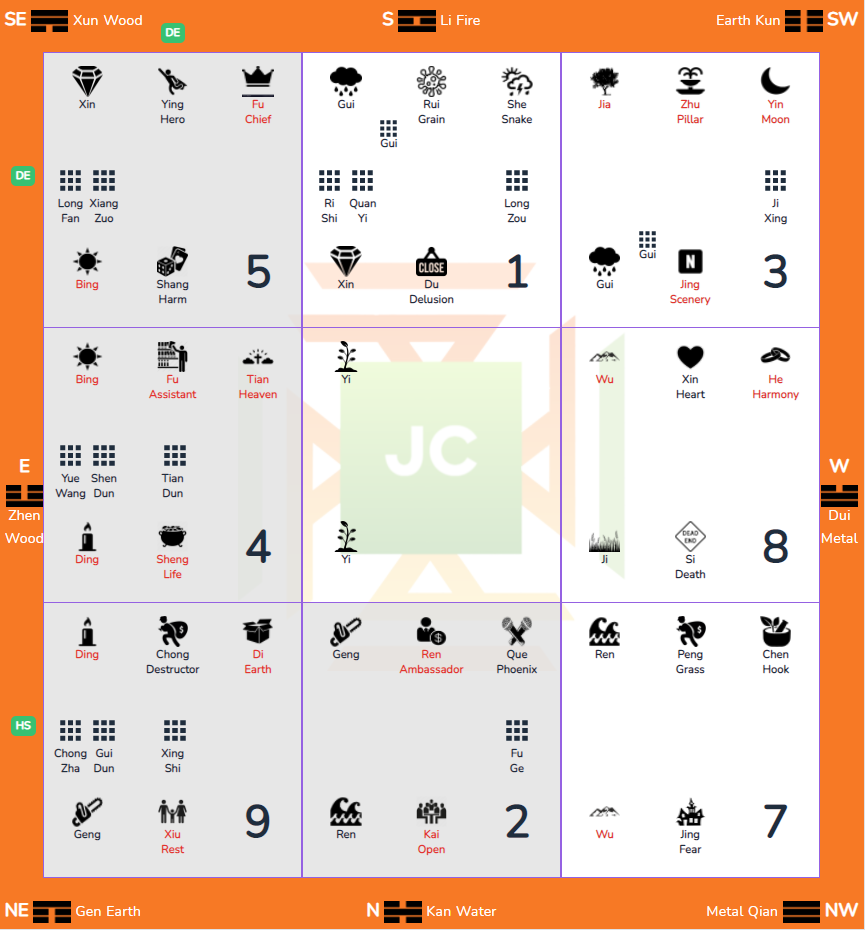 SE Xun Wood
DE
S Li Fire
Earth Kun SW
DE
Xin
Ying Hero
Fu Chief
Long Fan
Xiang Zuo
Bing
Shang Harm
5
Gui
Rui Grain
She Snake
Gui
Ri Shi
Quan Yi
Long Zou
Xin
CLOSE
Du Delusion
1
Jia
Zhu Pillar
Yin Moon
Ji Xing
Gui
Gui
N
Jing Scenery
3
E
Zhen Wood
Bing
Fu Assistant
Tian Heaven
Yue Wang
Shen Dun
Tian Dun
Ding
Sheng Life
4
Yi
JC
Yi
Wu
Xin Heart
He Harmony
Ji
DEAD END
Si Death
8
W
Dui Metal
HS
Ding
Chong Destructor
Di Earth
Chong Zha
Gui Dun
Xing Shi
Geng
Xiu Rest
9
Geng
Ren Ambassador
Que Phoenix
Fu Ge
Ren
Kai Open
2
Ren
Peng Grass
Chen Hook
Wu
Jing Fear
7
NE Gen Earth
N Kan Water
Metal Qian NW